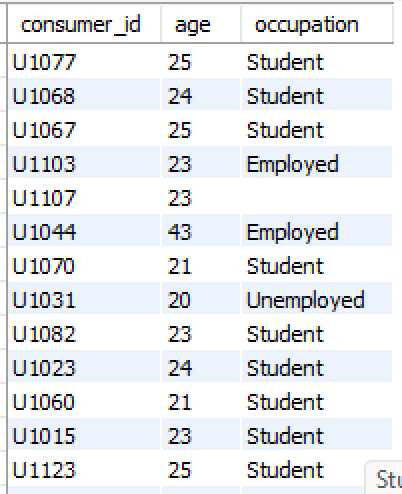 consumer_id age occupation
U1077 25 Student
U1068 24 Student
U1067 25 Student
U1103 23 Employed
U1107 23
U1044 43 Employed
U1070 21 Student
U1031 20 Unemployed
U1082 23 Student
U1023 24 Student
U1060 21 Student
U1015 23 Student
U1123 25 Student
Stu